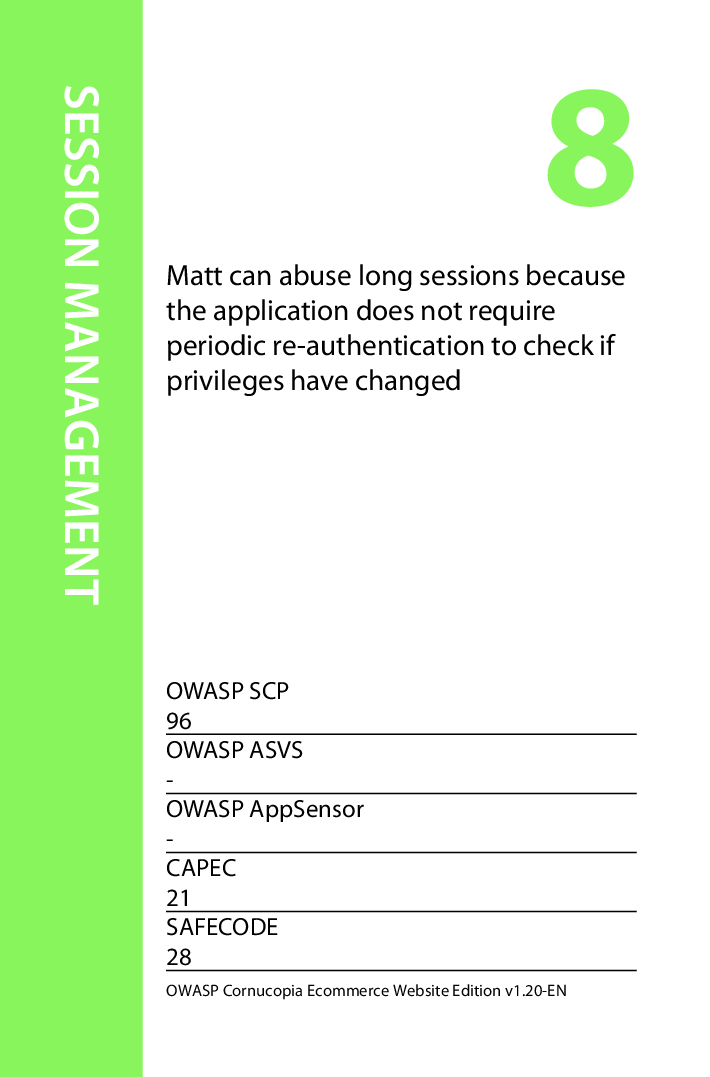 SESSION MANAGEMENT
8
Matt can abuse long sessions because
the application does not require
periodic re-authentication to check if
privileges have changed
OWASP SCP
96
OWASP ASVS
-
OWASP AppSensor
-
CAPEC
21
SAFECODE
28
OWASP Cornucopia Ecommerce Website Edition v1.20-EN